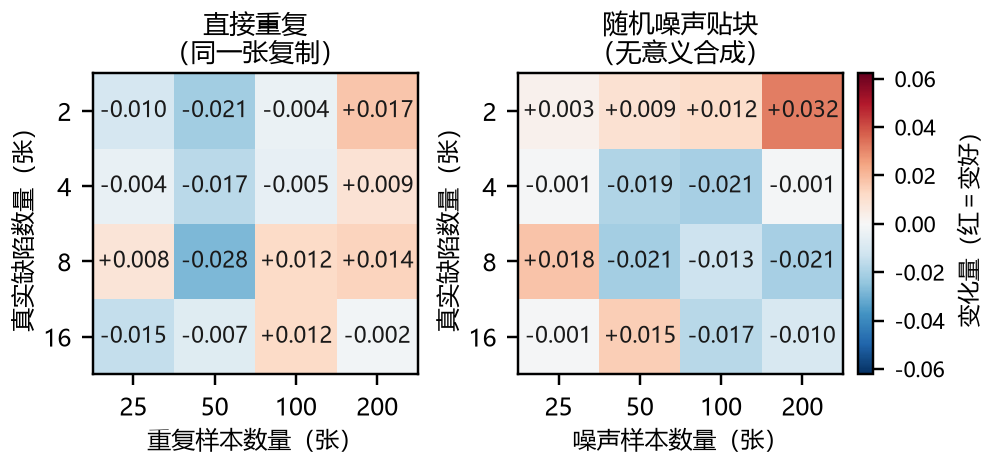 直接重复
（同一张复制）
真实缺陷数量（张）
2
4
8
16
-0.010 -0.021 -0.004 +0.017
-0.004 -0.017 -0.005 +0.009
+0.008 -0.028 +0.012 +0.014
-0.015 -0.007 +0.012 -0.002
25 50 100 200
重复样本数量（张）
随机噪声贴块
（无意义合成）
真实缺陷数量（张）
2
4
8
16
+0.003 +0.009 +0.012 +0.032
-0.001 -0.019 -0.021 -0.001
+0.018 -0.021 -0.013 -0.021
-0.001 +0.015 -0.017 -0.010
25 50 100 200
噪声样本数量（张）
0.06
0.04
0.02
0.00
-0.02
-0.04
-0.06
变化量（红 = 变好）